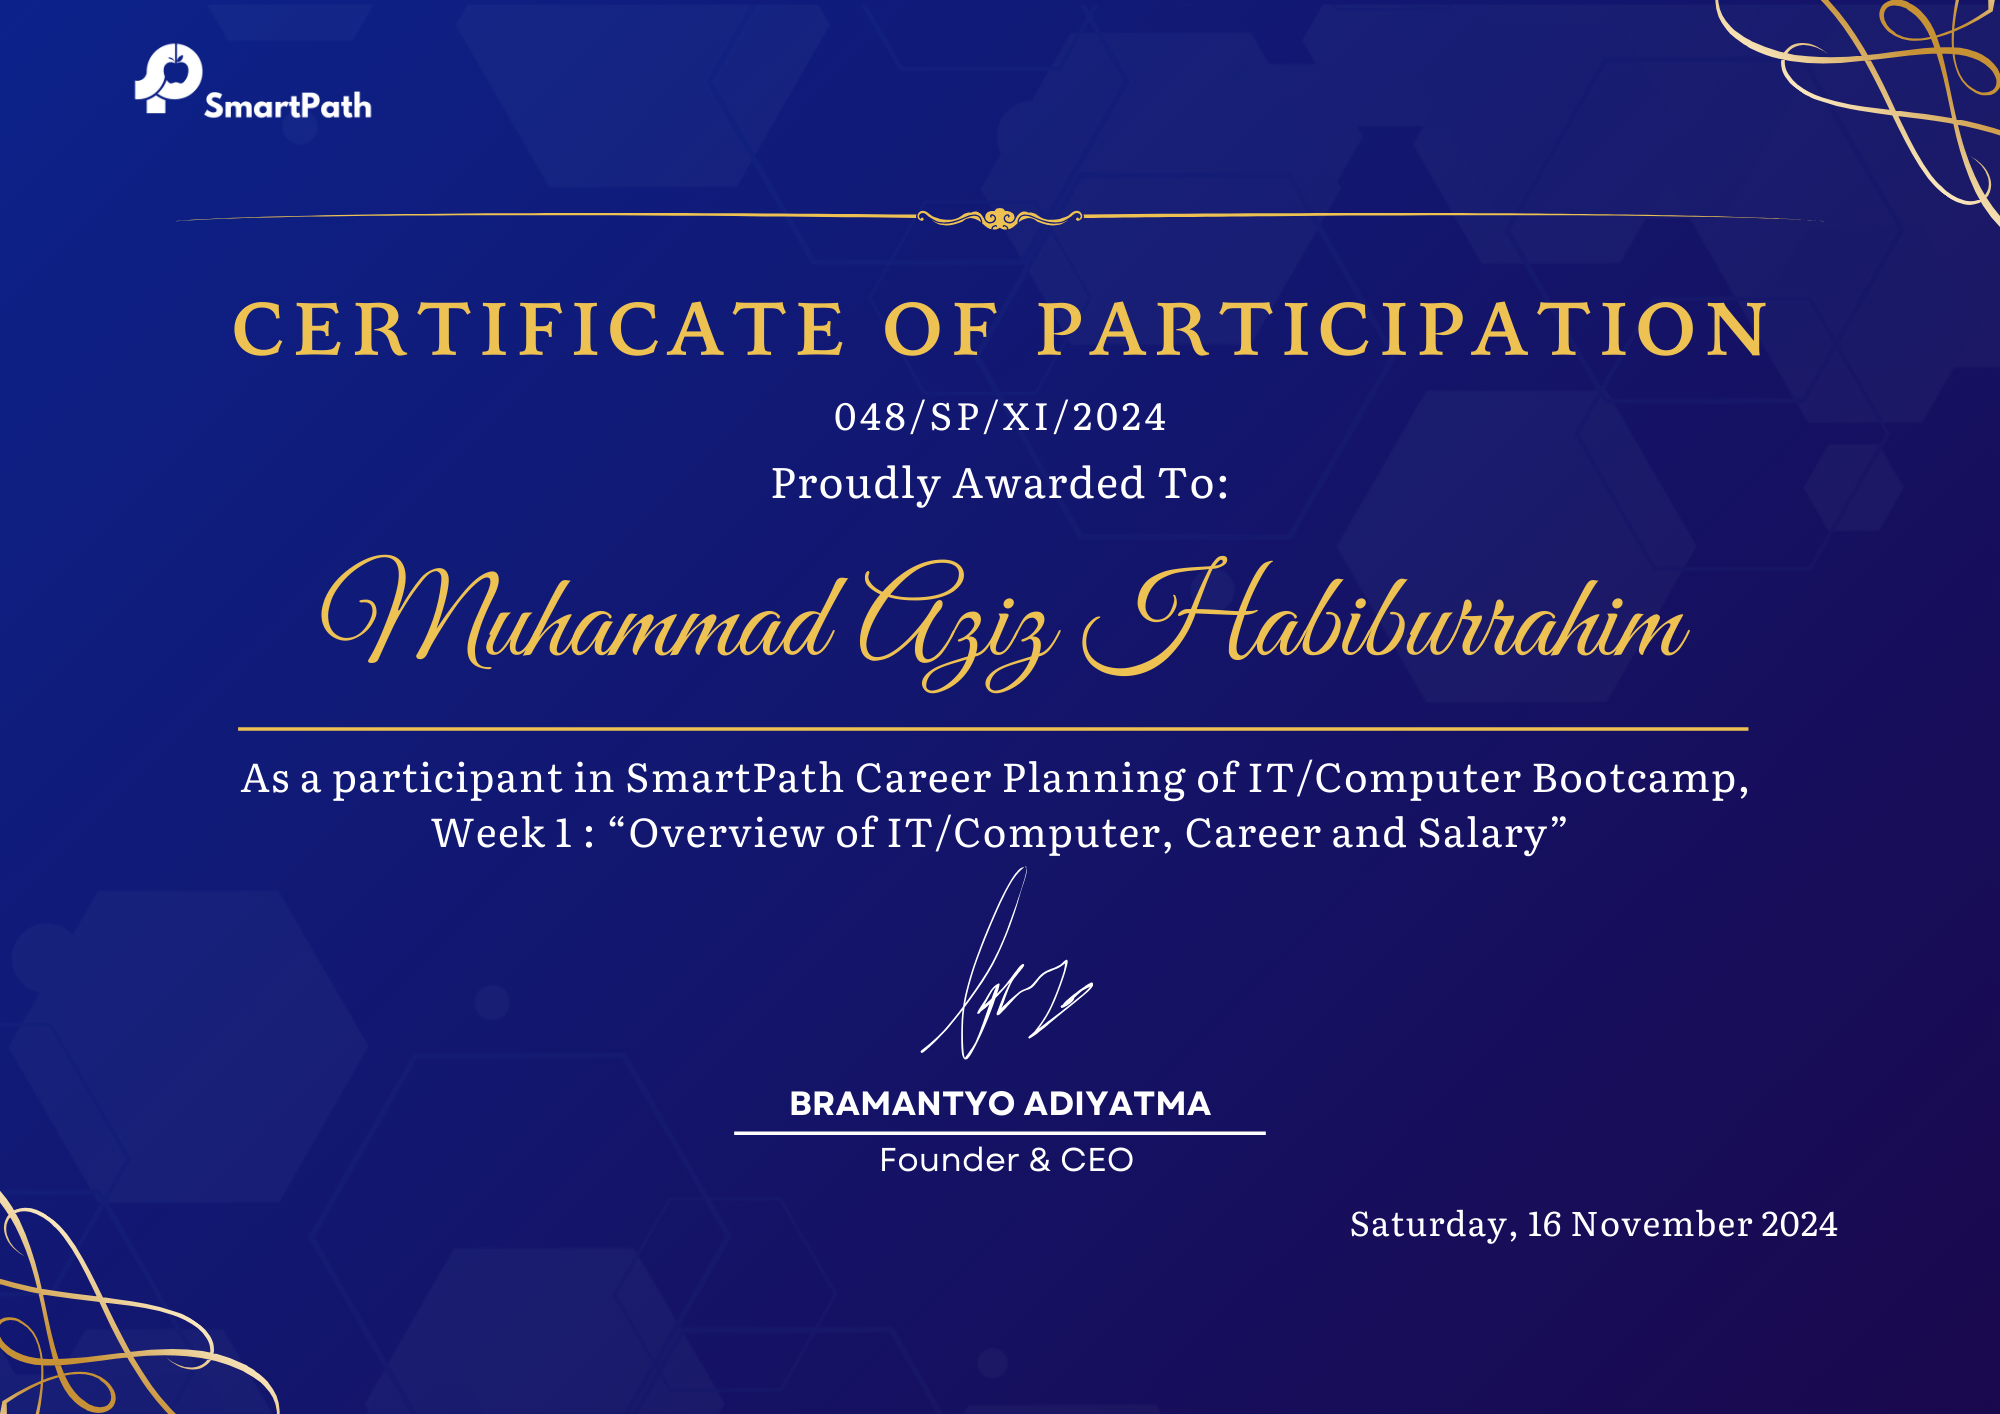 SmartPath
CERTIFICATE OF PARTICIPATION
048/SP/XI/2024
Proudly Awarded To:
Muhammad Aziz Habiburrahim
As a participant in SmartPath Career Planning of IT/Computer Bootcamp,
Week 1 : “Overview of IT/Computer, Career and Salary”
BRAMANTYO ADIYATMA
Founder & CEO
Saturday, 16 November 2024